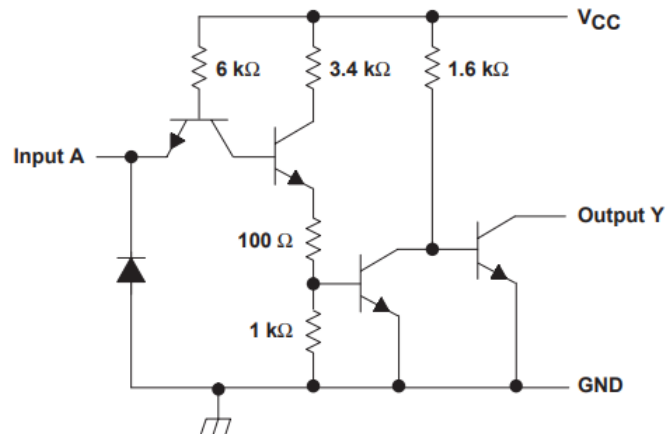 VCC
6 kΩ
3.4 kΩ
1.6 kΩ
Input A
Output Y
100 Ω
1 kΩ
GND